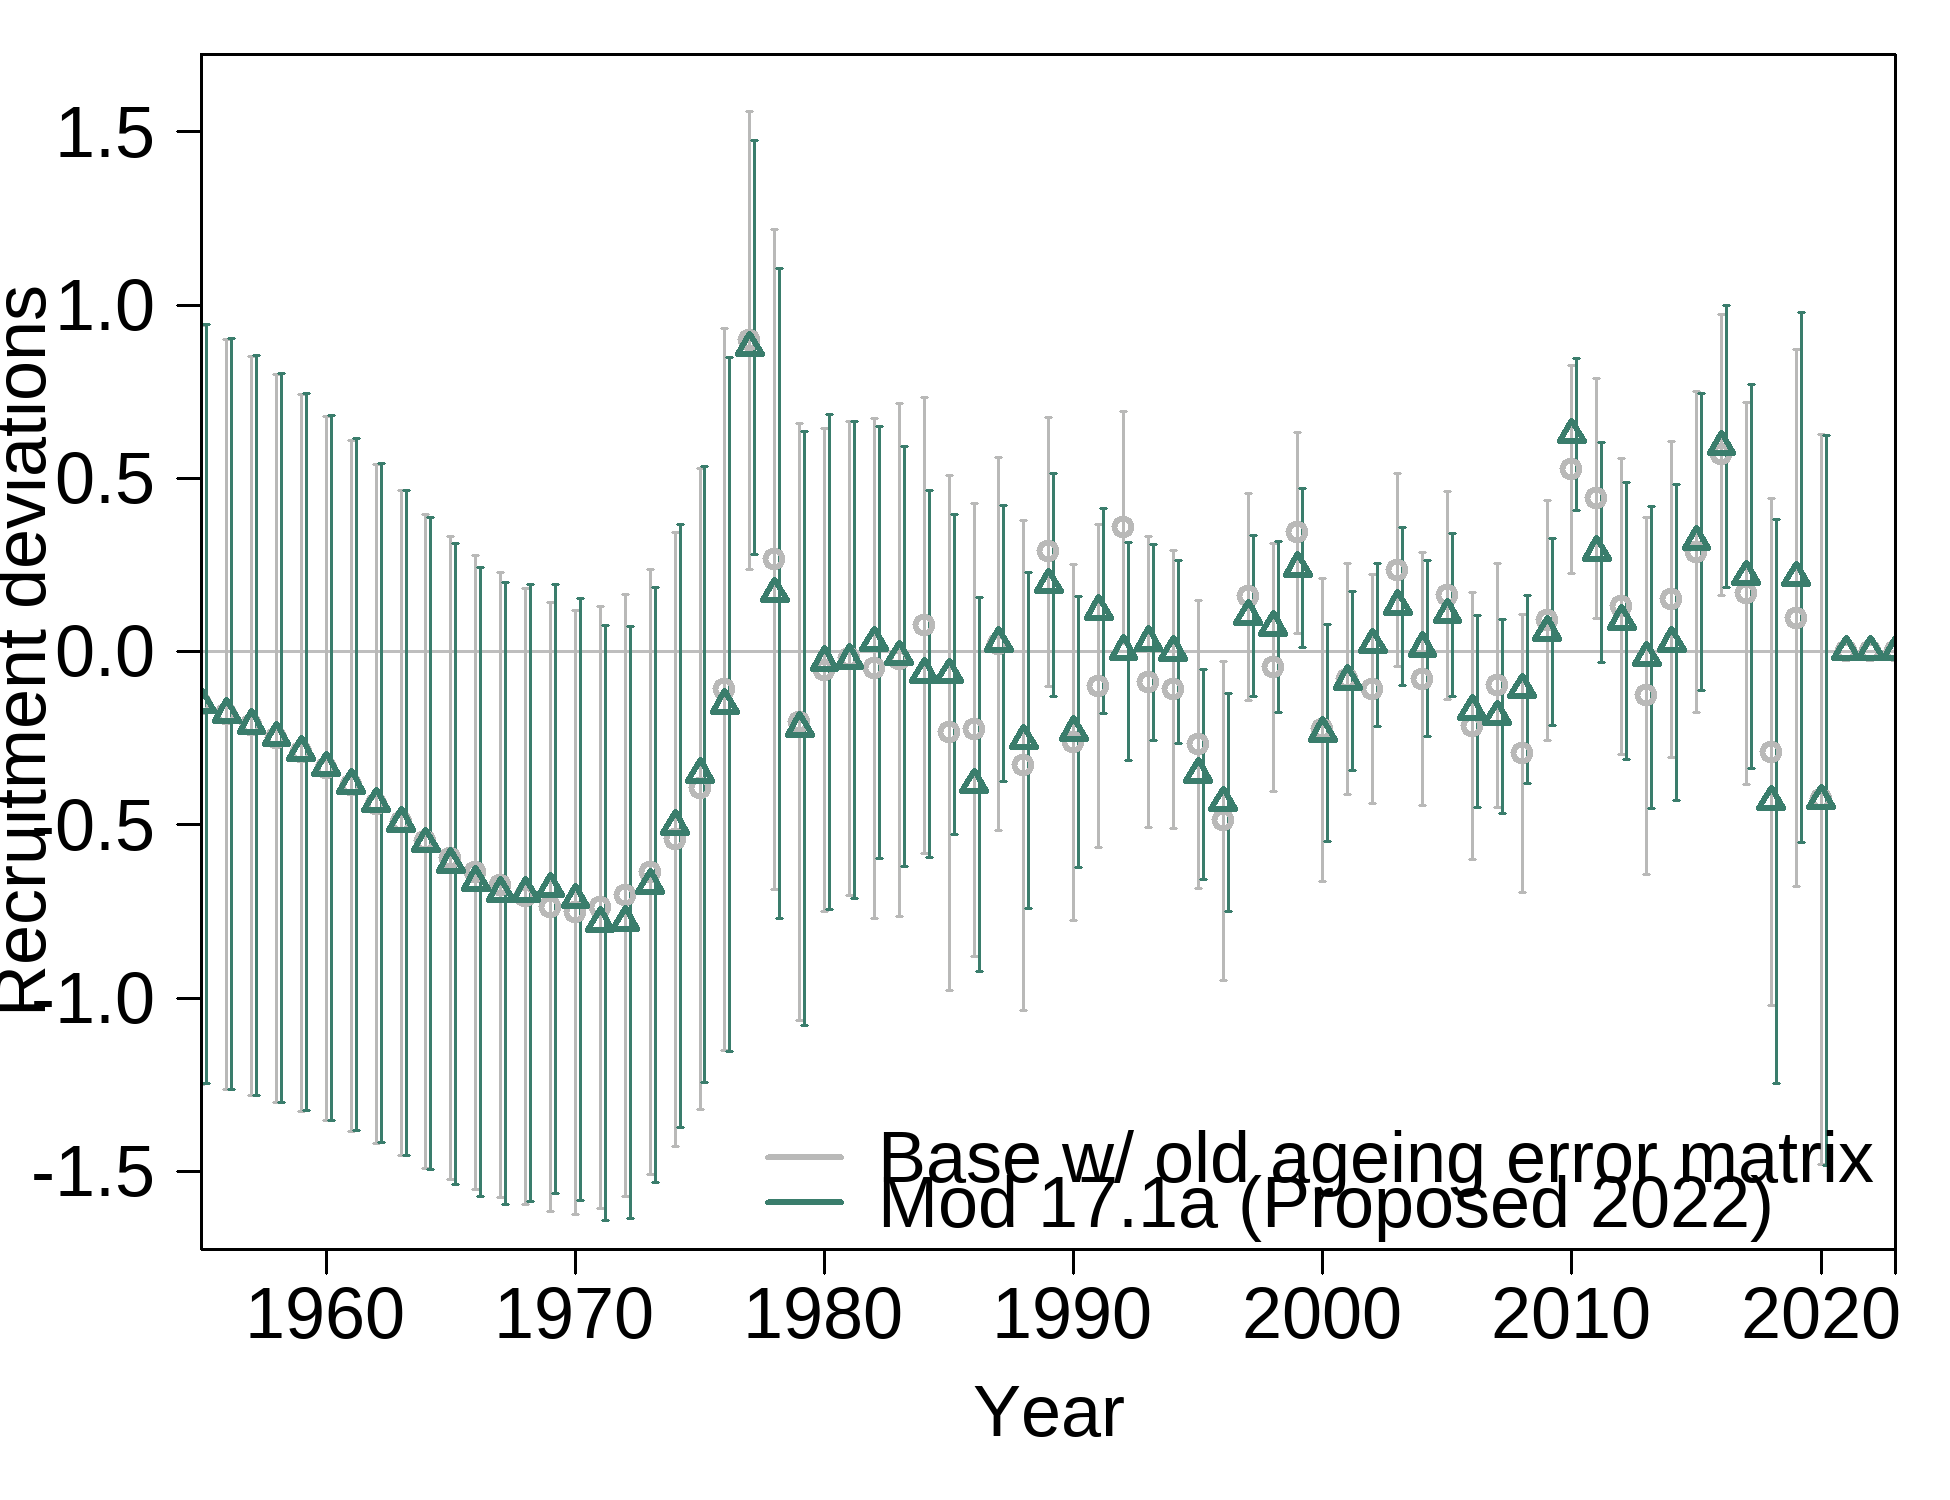 Recruitment deviations
1.5
1.0
0.5
0.0
-0.5
-1.0
-1.5
Base w/ old ageing error matrix
Mod 17.1a (Proposed 2022)
1960 1970 1980 1990 2000 2010 2020
Year